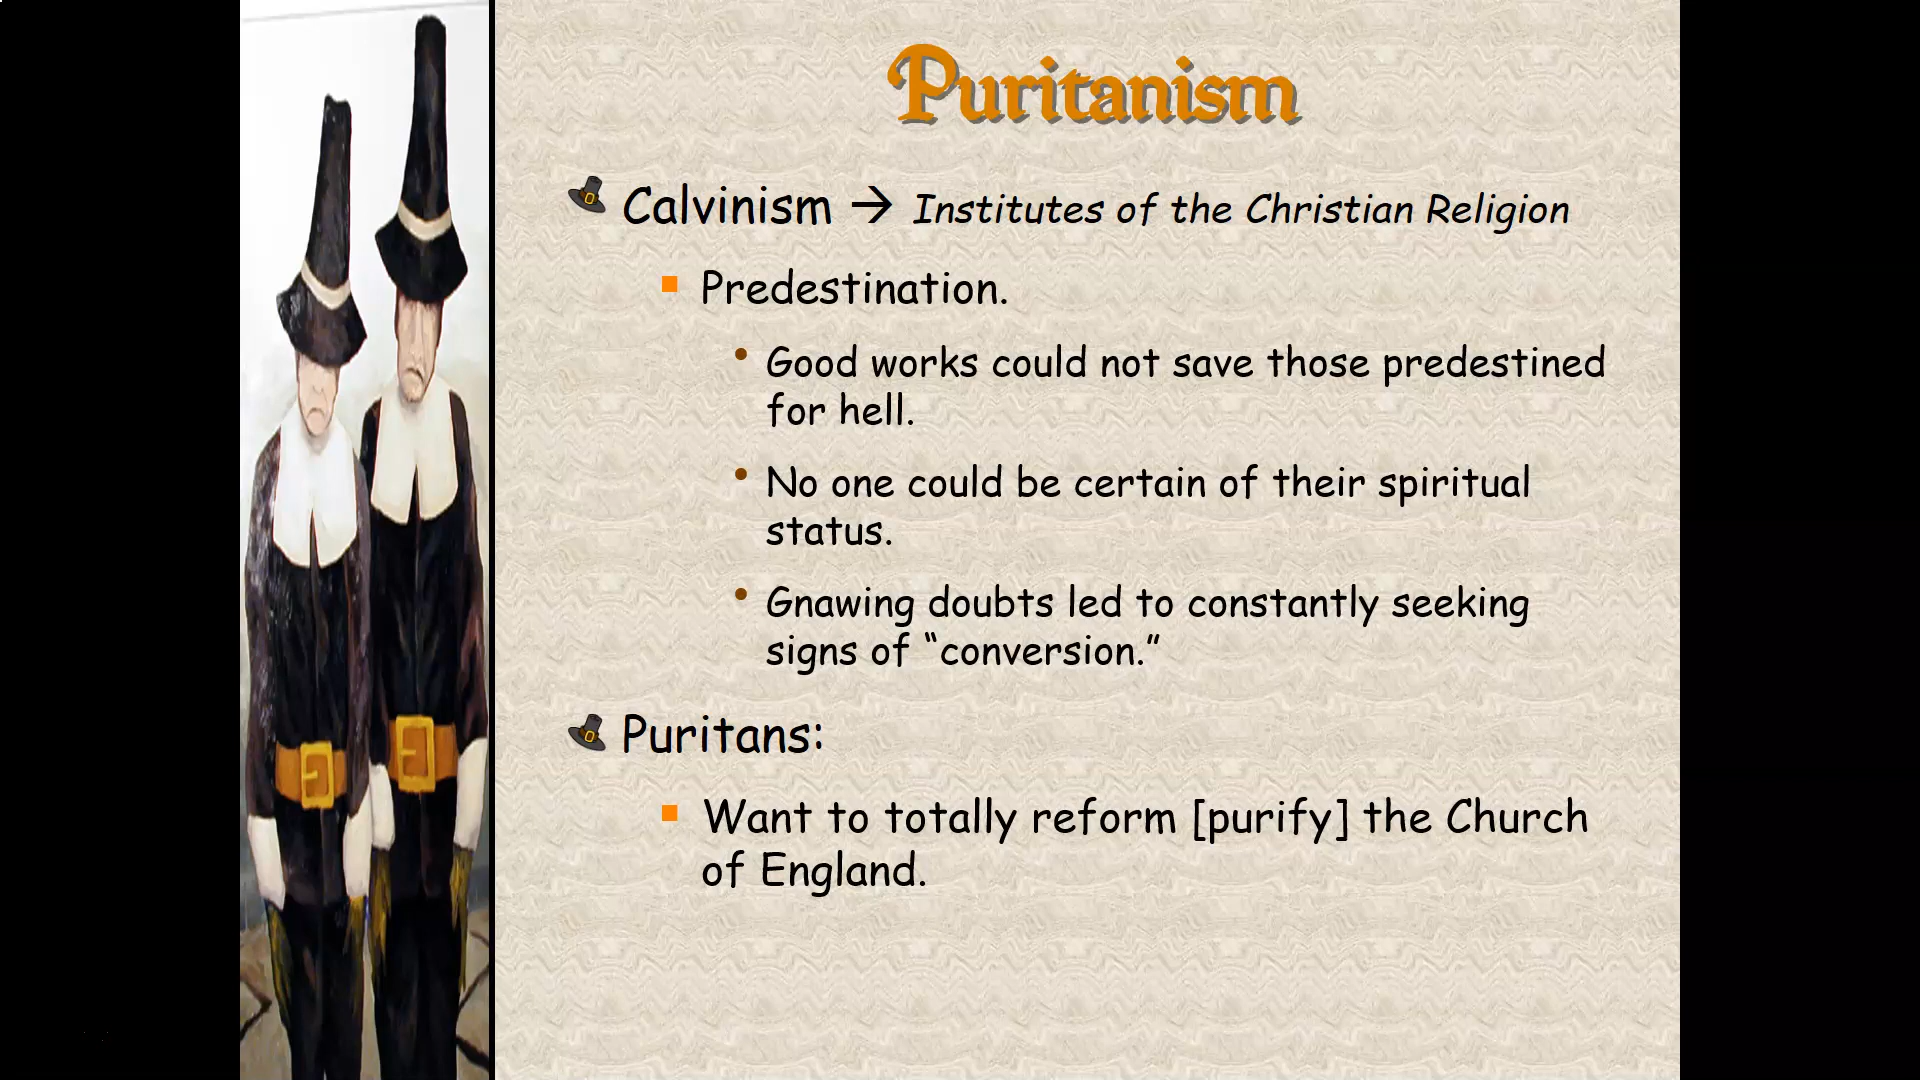 Puritanism
Calvinism → Institutes of the Christian Religion
Predestination.
Good works could not save those predestined
for hell.
No one could be certain of their spiritual
status.
Gnawing doubts led to constantly seeking
signs of “conversion.”
Puritans:
Want to totally reform [purify] the Church
of England.